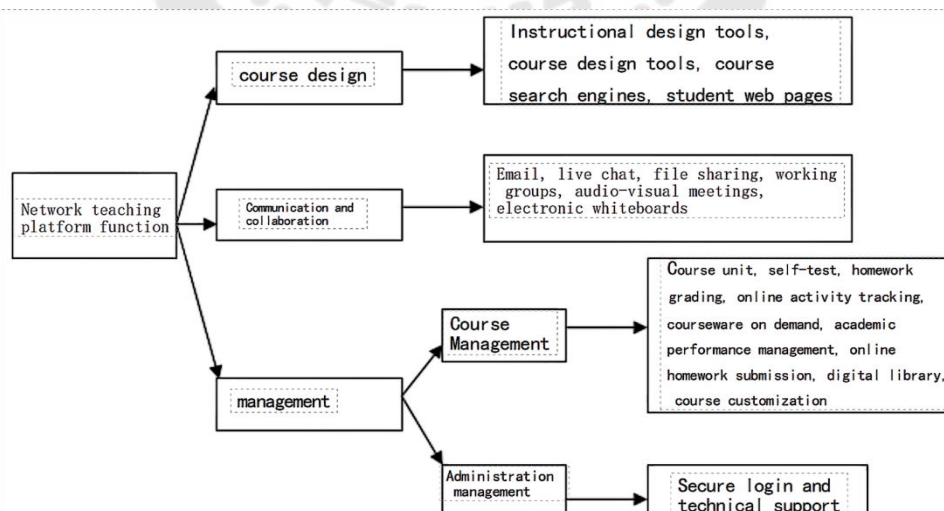 Instructional design tools,
course design tools, course
search engines, student web pages
course design
Email, live chat, file sharing, working
groups, audio-visual meetings,
electronic whiteboards
Network teaching
platform function
Communication and
collaboration
Course unit, self-test, homework
grading, online activity tracking,
courseware on demand, academic
performance management, online
homework submission, digital library,
course customization
Course
Management
management
Administration
management
Secure login and
technical support